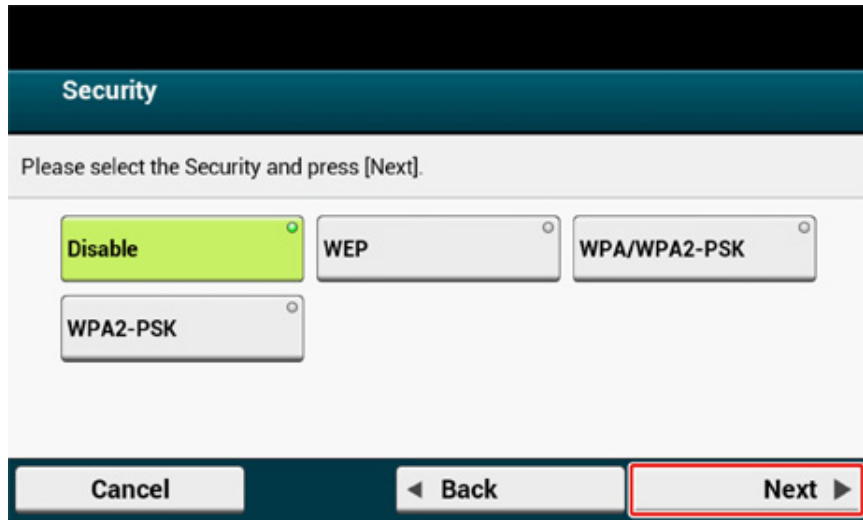 Security
Please select the Security and press [Next].
Disable
WEP
WPA/WPA2-PSK
WPA2-PSK
Cancel
Back
Next